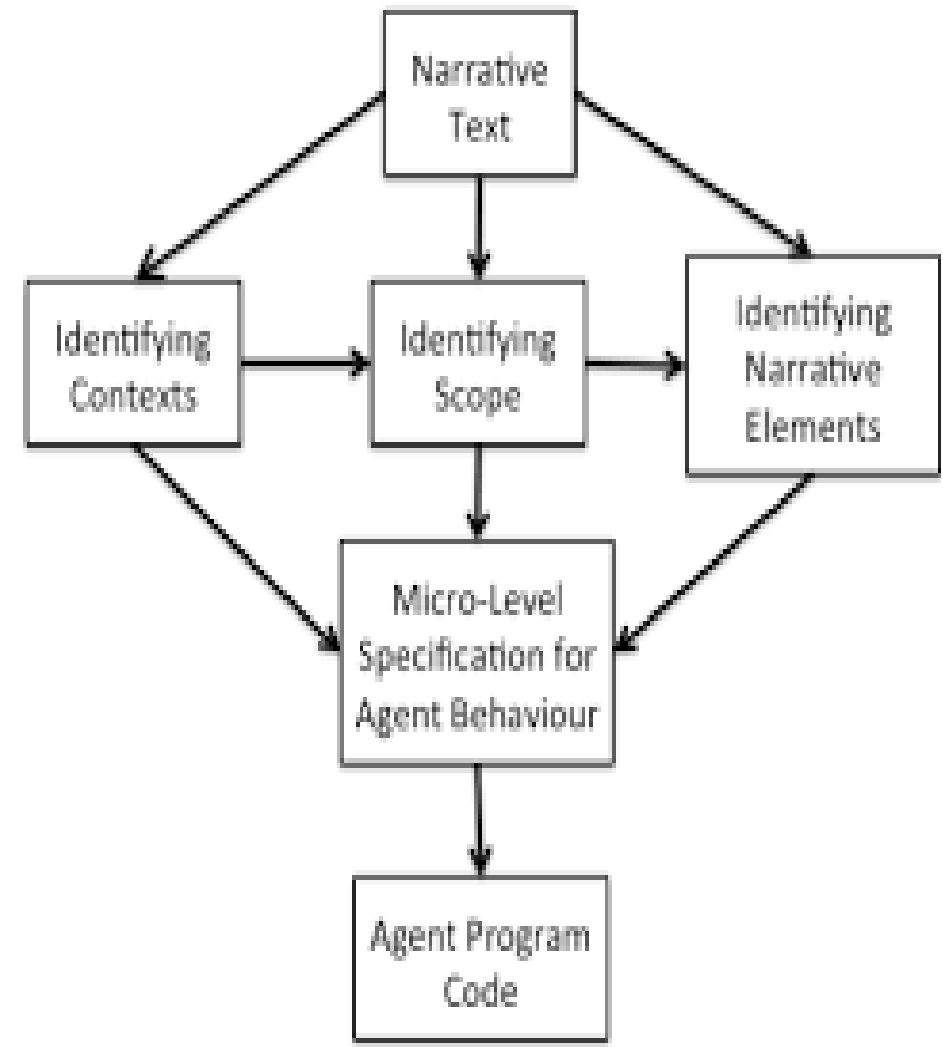 Narrative
Text
Identifying
Contexts
Identifying
Scope
Identifying
Narrative
Elements
Micro-Level
Specification for
Agent Behaviour
Agent Program
Code